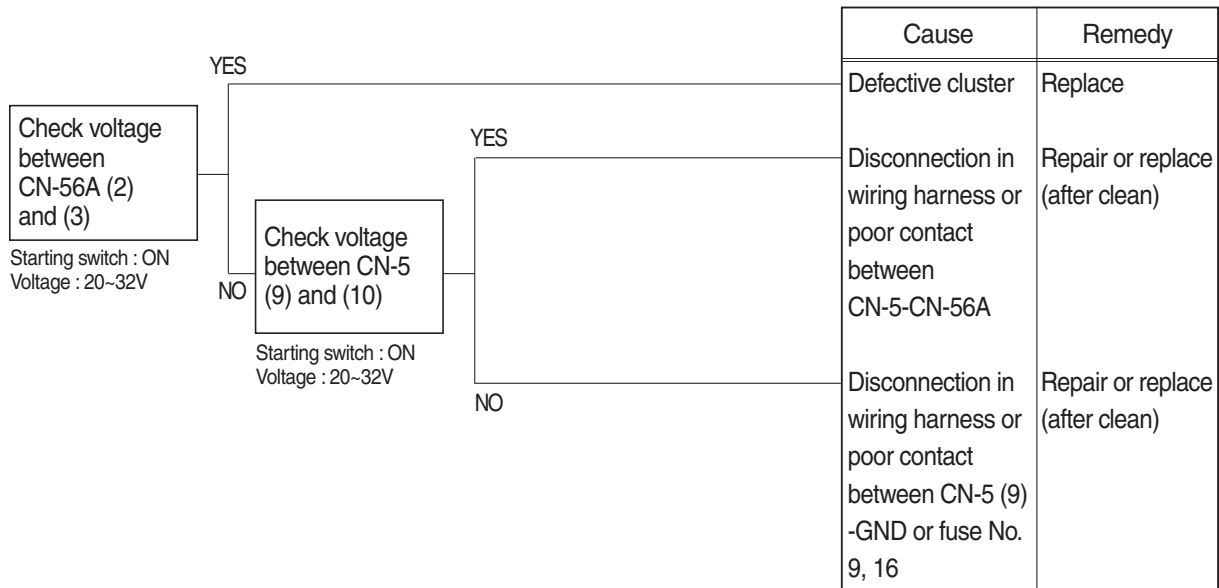 Cause
Remedy
YES
Defective cluster
Replace
Check voltage
between
CN-56A (2)
and (3)
Starting switch : ON
Voltage : 20~32V
NO
Check voltage
between CN-5
(9) and (10)
Starting switch : ON
Voltage : 20~32V
YES
Disconnection in
wiring harness or
poor contact
between
CN-5-CN-56A
Repair or replace
(after clean)
NO
Disconnection in
wiring harness or
poor contact
between CN-5 (9)
-GND or fuse No.
9, 16
Repair or replace
(after clean)